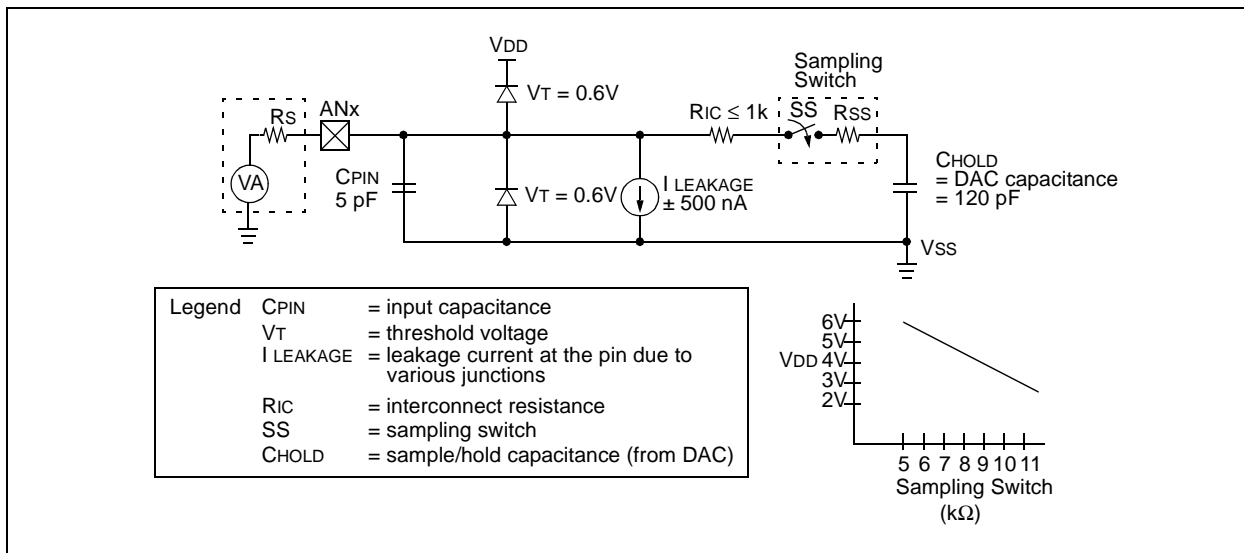 VDD
Sampling
Switch
VT = 0.6V
RS
ANx
RIC ≤ 1k
SS
RSS
VA
CPIN
5 pF
VT = 0.6V
I LEAKAGE
± 500 nA
CHOLD
= DAC capacitance
= 120 pF
VSS
Legend CPIN = input capacitance
VT = threshold voltage
I LEAKAGE = leakage current at the pin due to
various junctions
RIC = interconnect resistance
SS = sampling switch
CHOLD = sample/hold capacitance (from DAC)
6V
5V
VDD 4V
3V
2V
5 6 7 8 9 10 11
Sampling Switch
(kΩ)